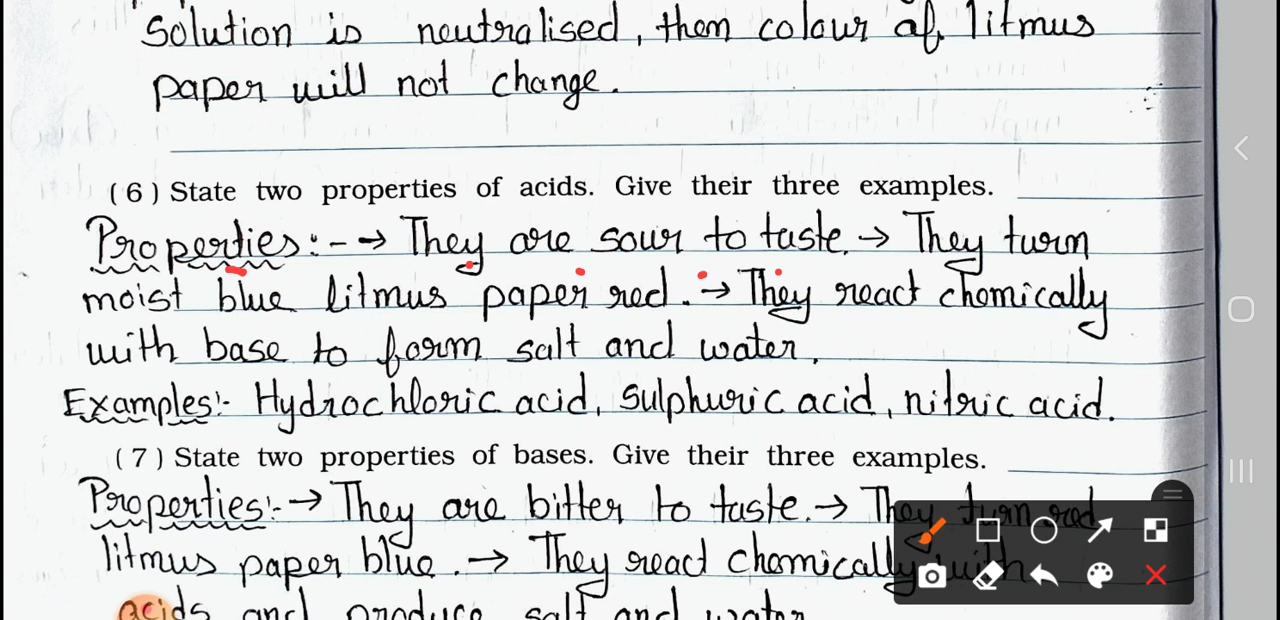 Solution is neutralised, then colour of litmus
paper will not change.
(6) State two properties of acids. Give their three examples.
Properties:- → They are sour to taste. → They turn
moist blue litmus paper red. → They react chemically
with base to form salt and water.
Examples:- Hydrochloric acid, sulphuric acid, nitric acid.
(7) State two properties of bases. Give their three examples.
Properties:- → They are bitter to taste. → They turn red
litmus paper blue. → They react chemically with
acids and produce salt and water